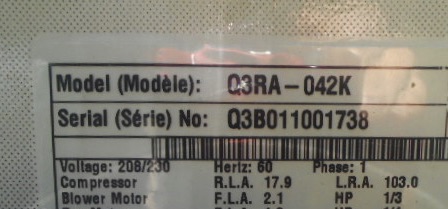 Model (Modèle): Q3RA-042K
Serial (Série) No: Q3B011001738
Voltage: 208/230 Hertz: 60 Phase: 1
Compressor R.L.A. 17.9 L.R.A. 103.0
Blower Motor F.L.A. 2.1 HP 1/3